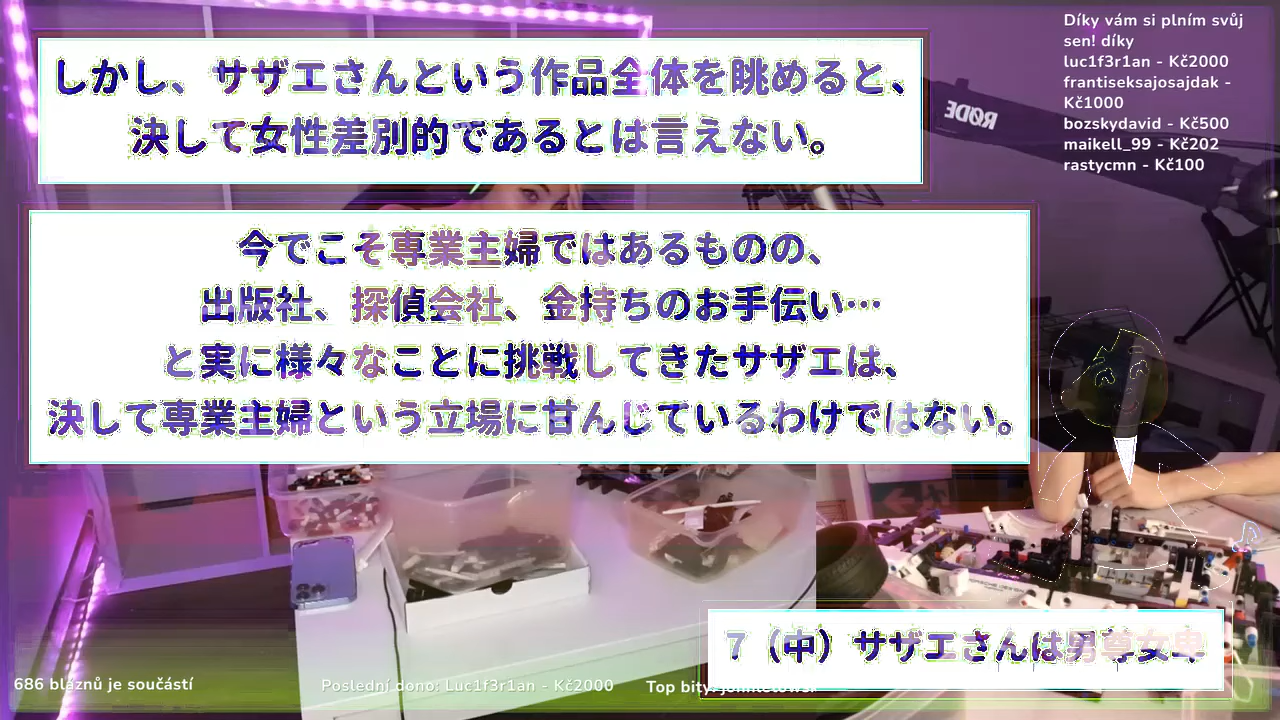 しかし、サザエさんという作品全体を眺めると、
決して女性差別的であるとは言えない。
今でこそ専業主婦ではあるものの、
出版社、探偵会社、金持ちのお手伝い…
と実に様々なことに挑戦してきたサザエは、
決して専業主婦という立場に甘んじているわけではない。
7（中）サザエさんは男尊女卑
Díky vám si plním svůj
sen! díky
luc1f3r1an - Kč2000
frantiseksajosajdak -
Kč1000
bozskydavid - Kč500
maikell_99 - Kč202
rastycmn - Kč100
RØDE
686 bláznů je součástí
Poslední dono: Luc1f3r1an - Kč2000
Top bity: